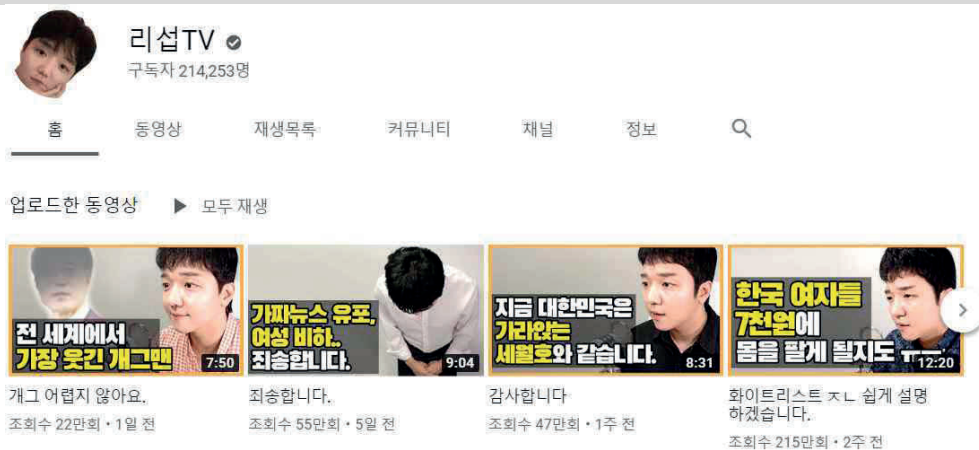 리섭TV
구독자 214,253명
홈 동영상 재생목록 커뮤니티 채널 정보
업로드한 동영상 ▶ 모두 재생
전 세계에서
가장 웃긴 개그맨
7:50
개그 어렵지 않아요.
조회수 22만회 • 1일 전
가짜뉴스 유포,
여성 비하..
죄송합니다.
9:04
죄송합니다.
조회수 55만회 • 5일 전
지금 대한민국은
가라앉는
세월호와 같습니다.
8:31
감사합니다
조회수 47만회 • 1주 전
한국 여자들
7천원에
몸을 팔게 될지도 ㅠ
12:20
화이트리스트 ㅈㄴ 쉽게 설명
하겠습니다.
조회수 215만회 • 2주 전